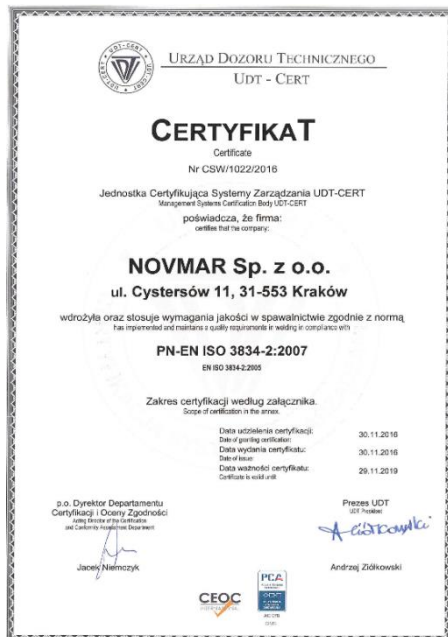 URZĄD DOZORU TECHNICZNEGO
UDT - CERT
CERTYFIKAT
Certificate
Nr CSW/1022/2016
Jednostka Certyfikująca Systemy Zarządzania UDT-CERT
Management Systems Certification Body UDT-CERT
poświadcza, że firma:
certifies that the company:
NOVMAR Sp. z o.o.
ul. Cystersów 11, 31-553 Kraków
wdrożyła oraz stosuje wymagania jakości w spawalnictwie zgodnie z normą
has implemented and maintains a quality requirements in welding in compliance with
PN-EN ISO 3834-2:2007
EN ISO 3834-2:2005
Zakres certyfikacji według załącznika.
Scope of certification in the annex.
Data udzielenia certyfikacji: 30.11.2016
Date of granting certification:
Data wydania certyfikatu: 30.11.2016
Date of issue:
Data ważności certyfikatu: 29.11.2019
Certificate is valid until:
p.o. Dyrektor Departamentu
Certyfikacji i Oceny Zgodności
Acting Director of the Certification
and Conformity Assessment Department
Jacek Niemczyk
Prezes UDT
UDT President
Andrzej Ziółkowski
CEOC
INTERNATIONAL
PCA